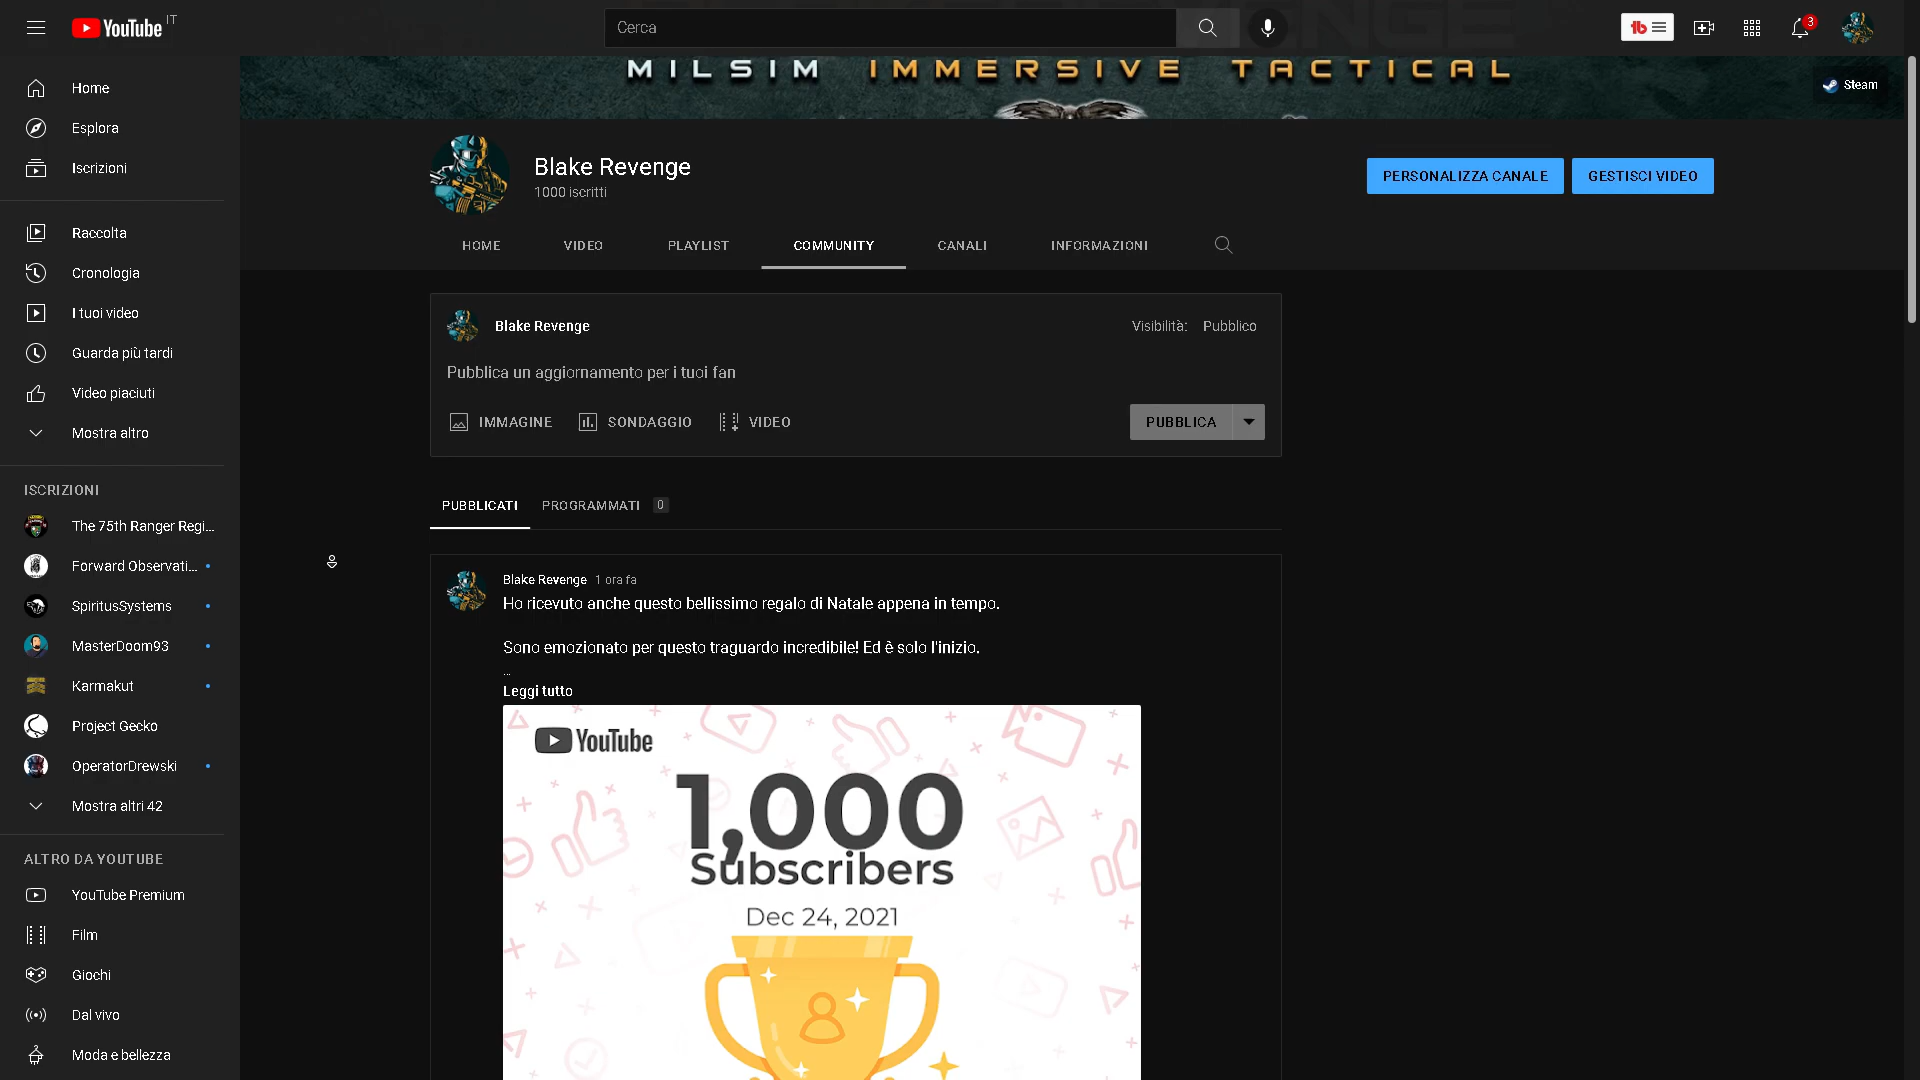 YouTube IT
Cerca
3
MILSIM IMMERSIVE TACTICAL
Steam
Home
Esplora
Iscrizioni
Raccolta
Cronologia
I tuoi video
Guarda più tardi
Video piaciuti
Mostra altro
ISCRIZIONI
The 75th Ranger Regi...
Forward Observati...
SpiritusSystems
MasterDoom93
Karmakut
Project Gecko
OperatorDrewski
Mostra altri 42
ALTRO DA YOUTUBE
YouTube Premium
Film
Giochi
Dal vivo
Moda e bellezza
Blake Revenge
1000 iscritti
PERSONALIZZA CANALE
GESTISCI VIDEO
HOME VIDEO PLAYLIST COMMUNITY CANALI INFORMAZIONI
Blake Revenge
Visibilità: Pubblico
Pubblica un aggiornamento per i tuoi fan
IMMAGINE SONDAGGIO VIDEO
PUBBLICA
PUBBLICATI PROGRAMMATI 0
Blake Revenge 1 ora fa
Ho ricevuto anche questo bellissimo regalo di Natale appena in tempo.
Sono emozionato per questo traguardo incredibile! Ed è solo l'inizio.
...
Leggi tutto
YouTube
1,000
Subscribers
Dec 24, 2021